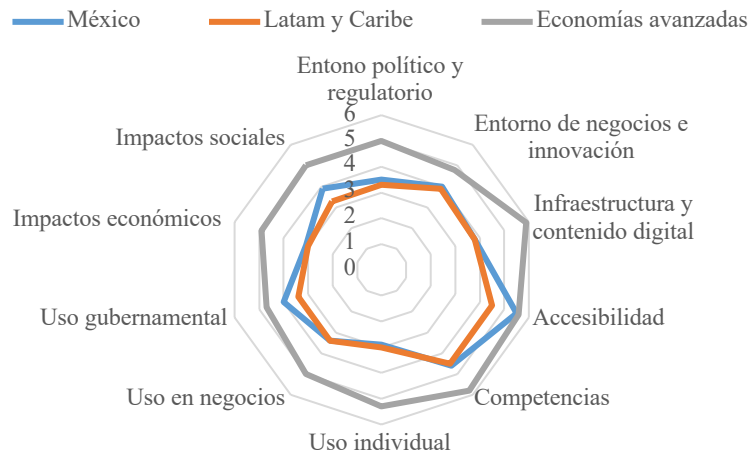 México
Latam y Caribe
Economías avanzadas
Entono político y
regulatorio
Entorno de negocios e
innovación
Infraestructura y
contenido digital
Accesibilidad
Competencias
Uso individual
Uso en negocios
Uso gubernamental
Impactos económicos
Impactos sociales
6
5
4
3
2
1
0